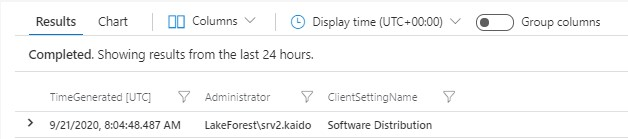 Results Chart Columns Display time (UTC+00:00) Group columns
Completed. Showing results from the last 24 hours.
TimeGenerated [UTC] Administrator ClientSettingName
9/21/2020, 8:04:48.487 AM LakeForest\srv2.kaido Software Distribution